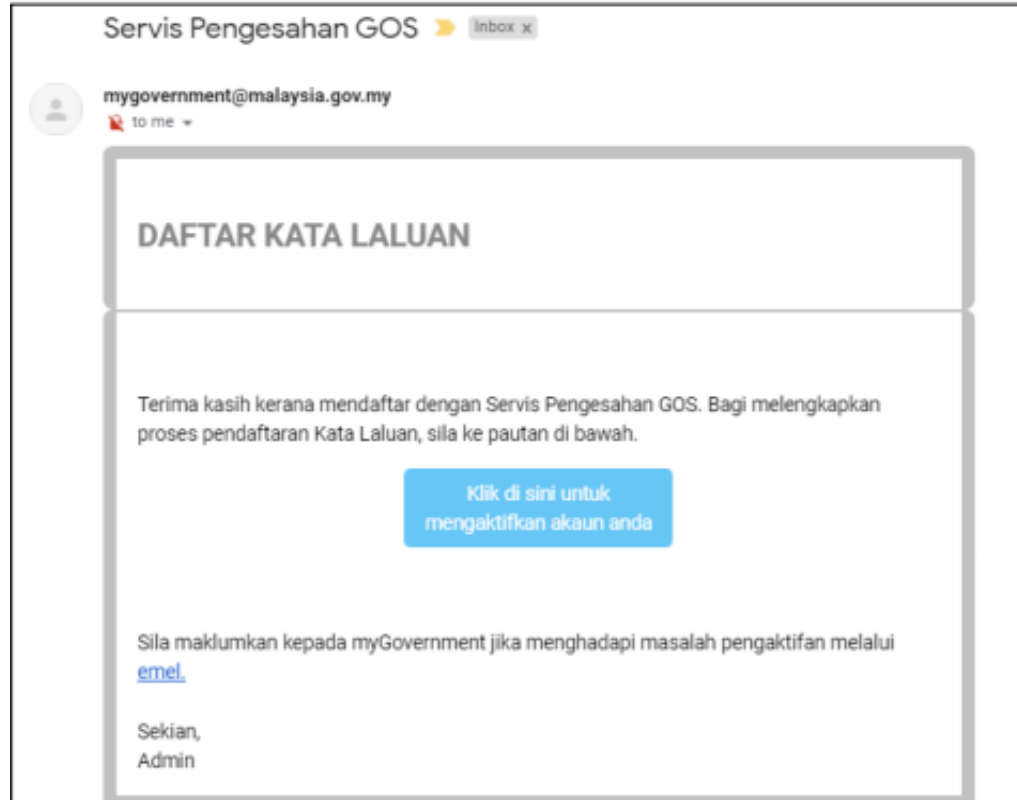 Servis Pengesahan GOS
Inbox x
mygovernment@malaysia.gov.my
to me
DAFTAR KATA LALUAN
Terima kasih kerana mendaftar dengan Servis Pengesahan GOS. Bagi melengkapkan
proses pendaftaran Kata Laluan, sila ke pautan di bawah.
Klik di sini untuk
mengaktifkan akaun anda
Sila maklumkan kepada myGovernment jika menghadapi masalah pengaktifan melalui
emel.
Sekian,
Admin